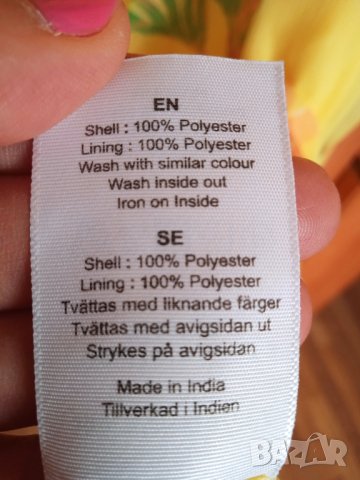 EN
Shell : 100% Polyester
Lining : 100% Polyester
Wash with similar colour
Wash inside out
Iron on Inside
SE
Shell : 100% Polyester
Lining : 100% Polyester
Tvättas med liknande färger
Tvättas med avigsidan ut
Strykes på avigsidan
Made in India
Tillverkad i Indien
BAZAR